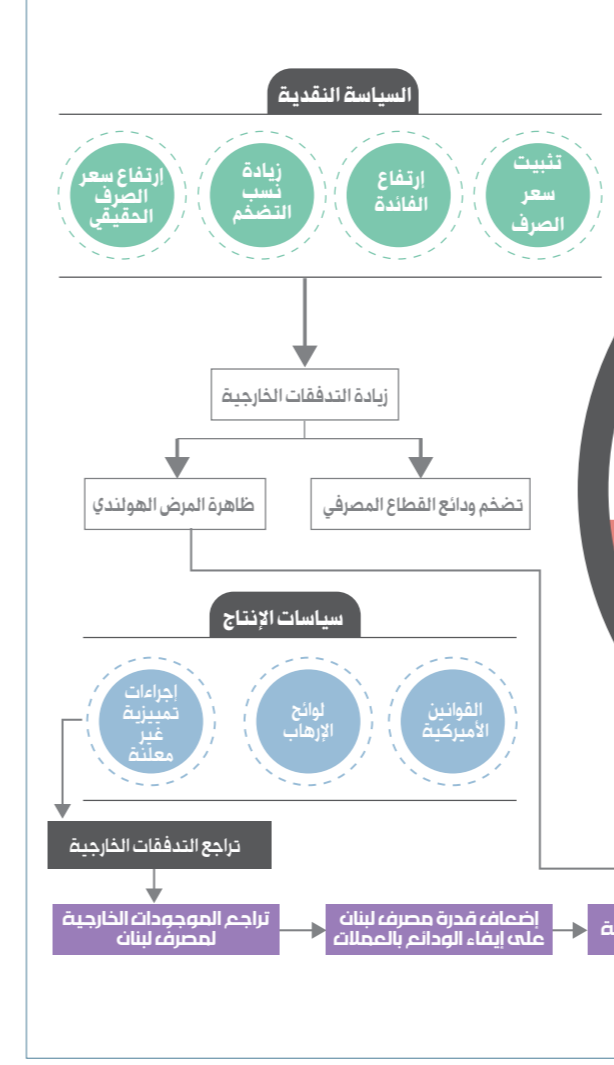 السياسة النقدية
تثبيت
سعر
الصرف
إرتفاع
الفائدة
زيادة
نسب
التضخم
إرتفاع سعر
الصرف
الحقيقي
زيادة التدفقات الخارجية
تضخم ودائع القطاع المصرفي
ظاهرة المرض الهولندي
سياسات الإنتاج
القوانين
الأميركية
لوائح
الإرهاب
إجراءات
تمييزية
غير
معلنة
تراجع التدفقات الخارجية
تراجع الموجودات الخارجية
لمصرف لبنان
إضعاف قدرة مصرف لبنان
على إيفاء الودائع بالعملات